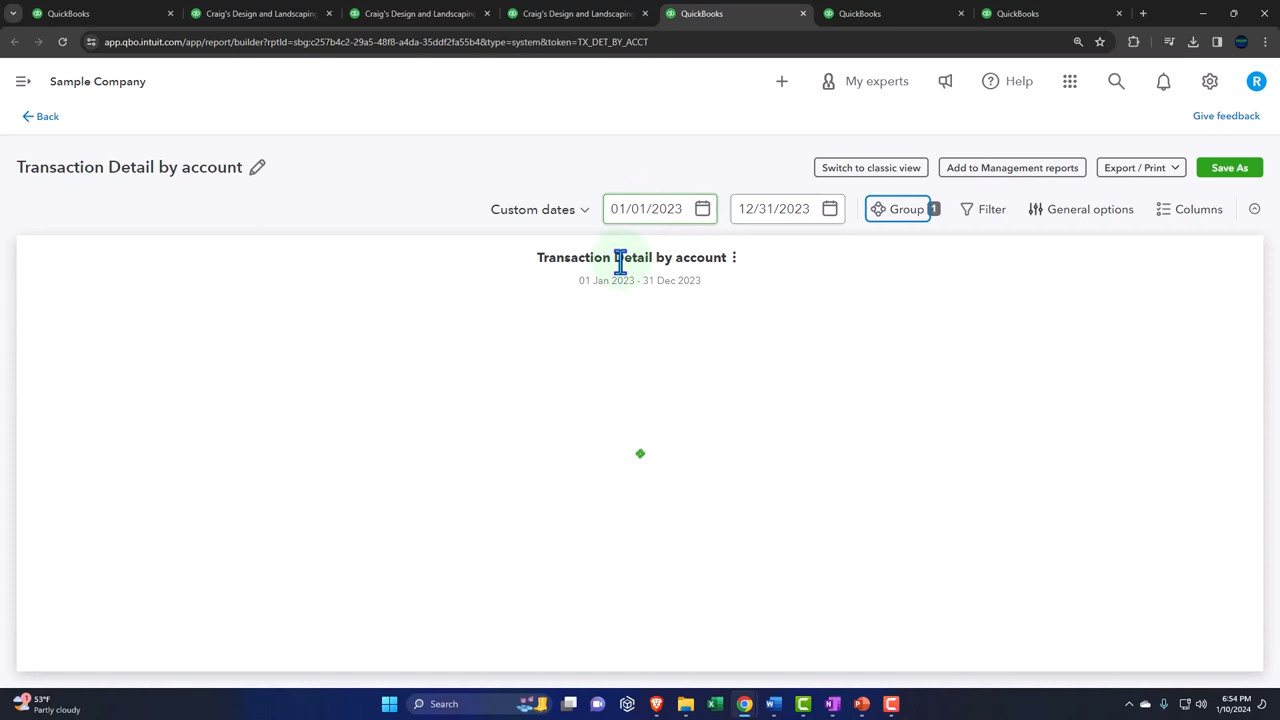 QuickBooks
Craig's Design and Landscaping
Craig's Design and Landscaping
Craig's Design and Landscaping
QuickBooks
QuickBooks
QuickBooks
app.qbo.intuit.com/app/report/builder?rptId=sbg:c257b4c2-29a5-48f8-a4da-35ddf2fa55b4&type=system&token=TX_DET_BY_ACCT
Sample Company
My experts
Help
R
Back
Give feedback
Transaction Detail by account
Switch to classic view
Add to Management reports
Export / Print
Save As
Custom dates
01/01/2023
12/31/2023
Group 1
Filter
General options
Columns
Transaction Detail by account
01 Jan 2023 - 31 Dec 2023
1
53°F
Partly cloudy
Search
6:54 PM
1/10/2024